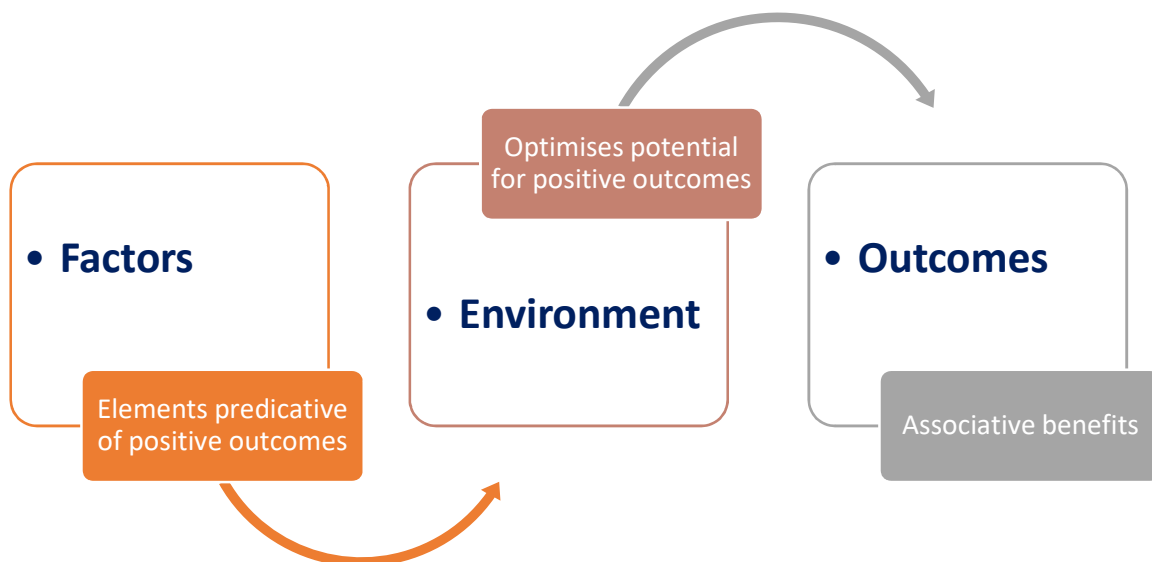 • Factors
Elements predicative
of positive outcomes
Optimises potential
for positive outcomes
• Environment
• Outcomes
Associative benefits